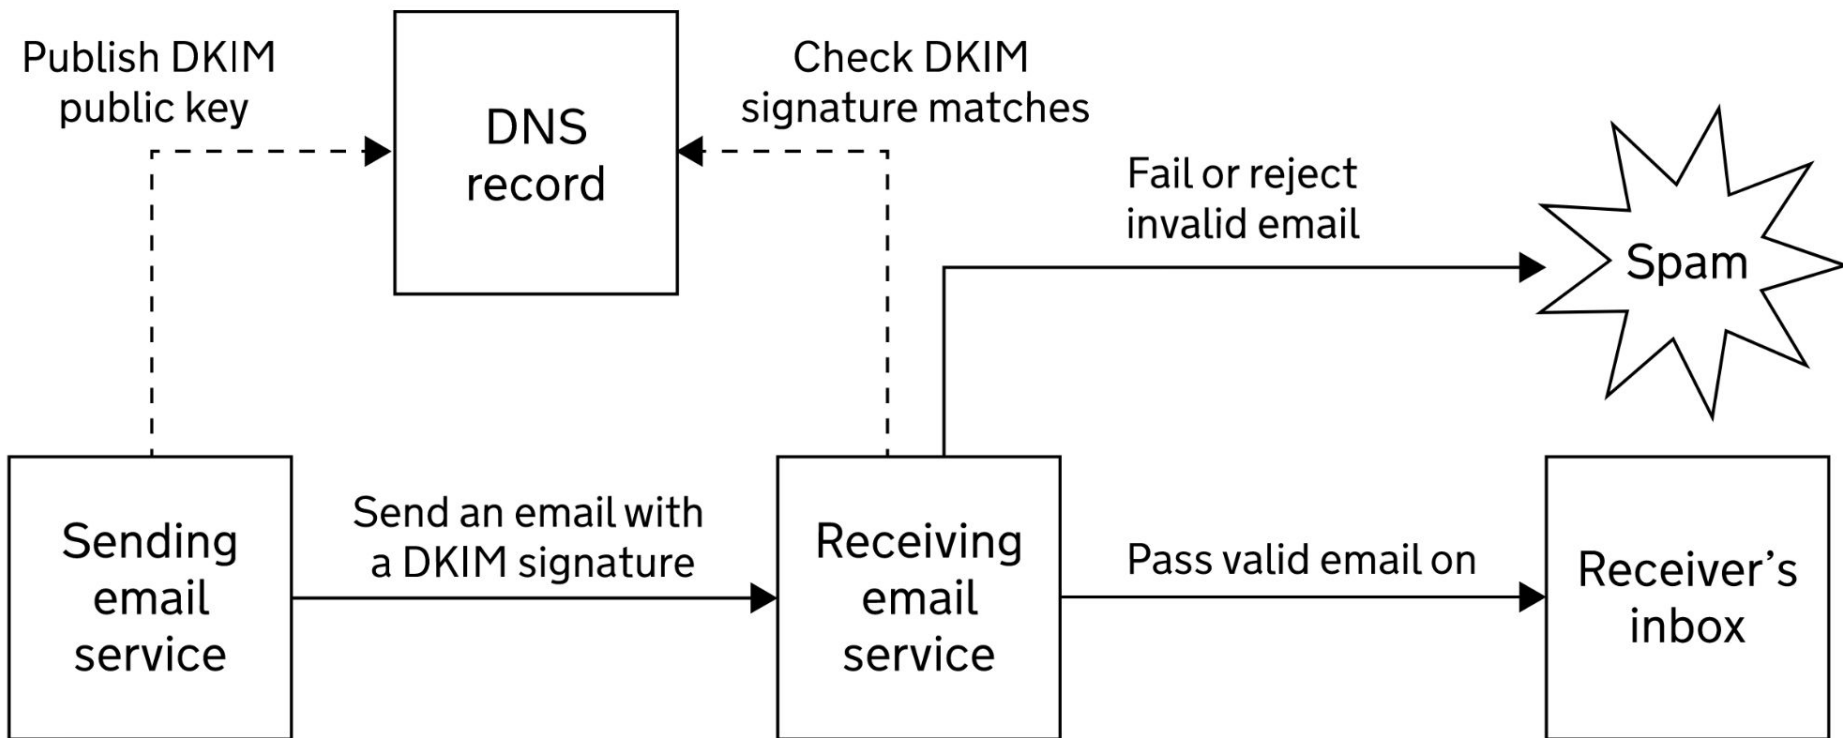 Publish DKIM
public key
DNS
record
Check DKIM
signature matches
Fail or reject
invalid email
Spam
Sending
email
service
Send an email with
a DKIM signature
Receiving
email
service
Pass valid email on
Receiver’s
inbox